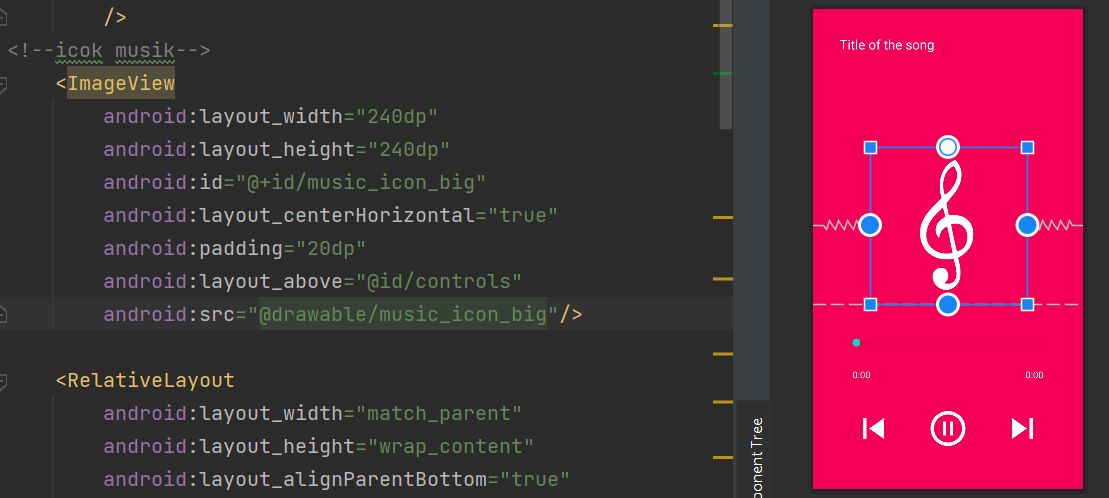 />
<!--icok musik-->
<ImageView
android:layout_width="240dp"
android:layout_height="240dp"
android:id="@+id/music_icon_big"
android:layout_centerHorizontal="true"
android:padding="20dp"
android:layout_above="@id/controls"
android:src="@drawable/music_icon_big"/>
<RelativeLayout
android:layout_width="match_parent"
android:layout_height="wrap_content"
android:layout_alignParentBottom="true"
ponent Tree
Title of the song
0:00 0:00